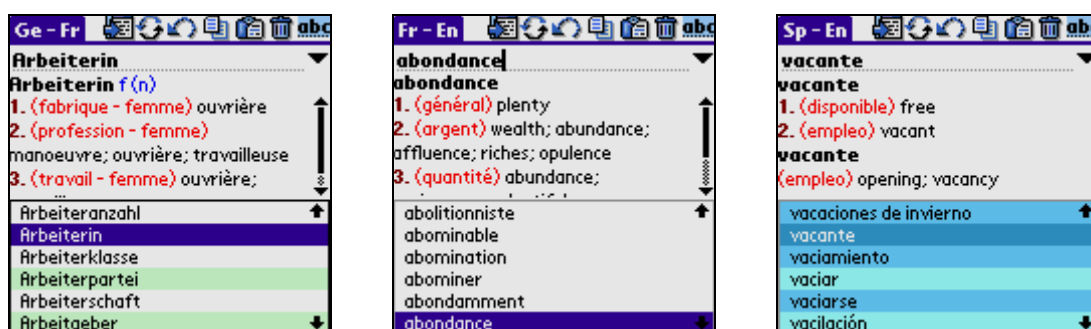 Ge - Fr abc
Arbeiterin
Arbeiterin f (n)
1. (fabrique - femme) ouvrière
2. (profession - femme)
manoeuvre; ouvrière; travailleuse
3. (travail - femme) ouvrière;
Arbeiteranzahl
Arbeiterin
Arbeiterklasse
Arbeiterpartei
Arbeiterschaft
Arbeitgeber
Fr - En abc
abondance
abondance
1. (général) plenty
2. (argent) wealth; abundance;
affluence; riches; opulence
3. (quantité) abundance;
abolitionniste
abominable
abomination
abominer
abondamment
abondance
Sp - En ab
vacante
vacante
1. (disponible) free
2. (empleo) vacant
vacante
(empleo) opening; vacancy
vacaciones de invierno
vacante
vaciamiento
vaciar
vaciarse
vacilación